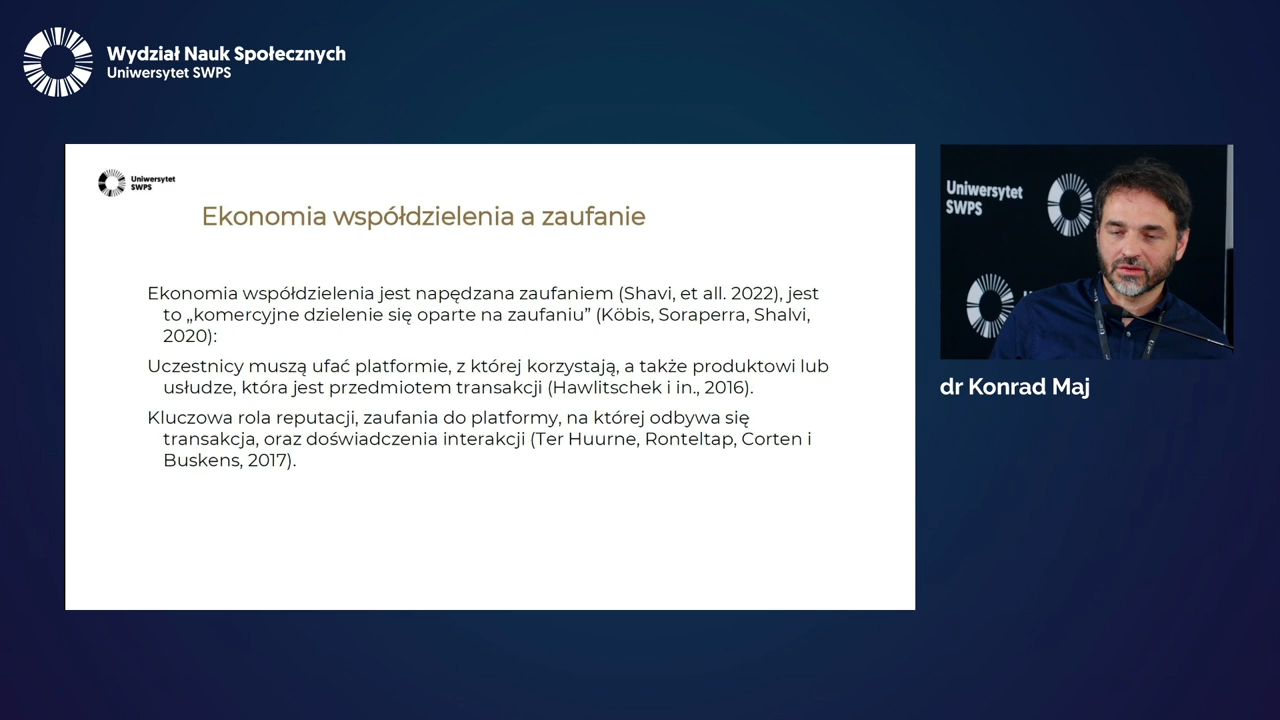 Wydział Nauk Społecznych
Uniwersytet SWPS
Uniwersytet
SWPS
Ekonomia współdzielenia a zaufanie
Ekonomia współdzielenia jest napędzana zaufaniem (Shavi, et all. 2022), jest
to „komercyjne dzielenie się oparte na zaufaniu” (Köbis, Soraperra, Shalvi,
2020):
Uczestnicy muszą ufać platformie, z której korzystają, a także produktowi lub
usłudze, która jest przedmiotem transakcji (Hawlitschek i in., 2016).
Kluczowa rola reputacji, zaufania do platformy, na której odbywa się
transakcja, oraz doświadczenia interakcji (Ter Huurne, Ronteltap, Corten i
Buskens, 2017).
Uniwersytet
SWPS
dr Konrad Maj